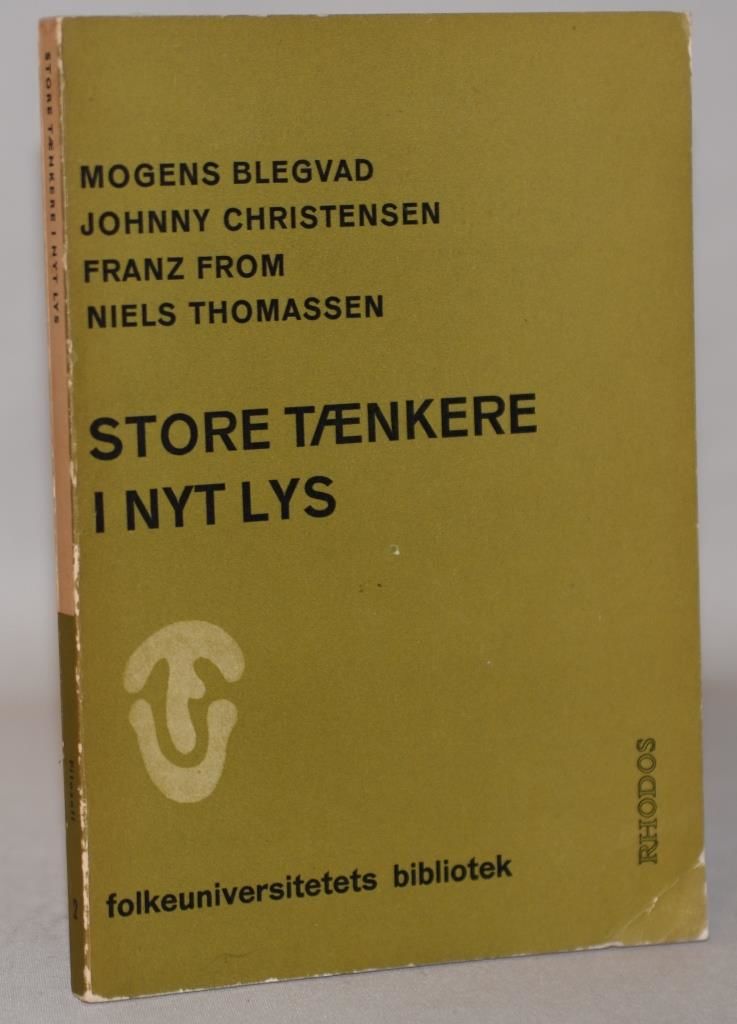 MOGENS BLEGVAD
JOHNNY CHRISTENSEN
FRANZ FROM
NIELS THOMASSEN
STORE TÆNKERE
I NYT LYS
RHODOS
folkeuniversitetets bibliotek
STORE TÆNKERE I NYT LYS
filosofi
2